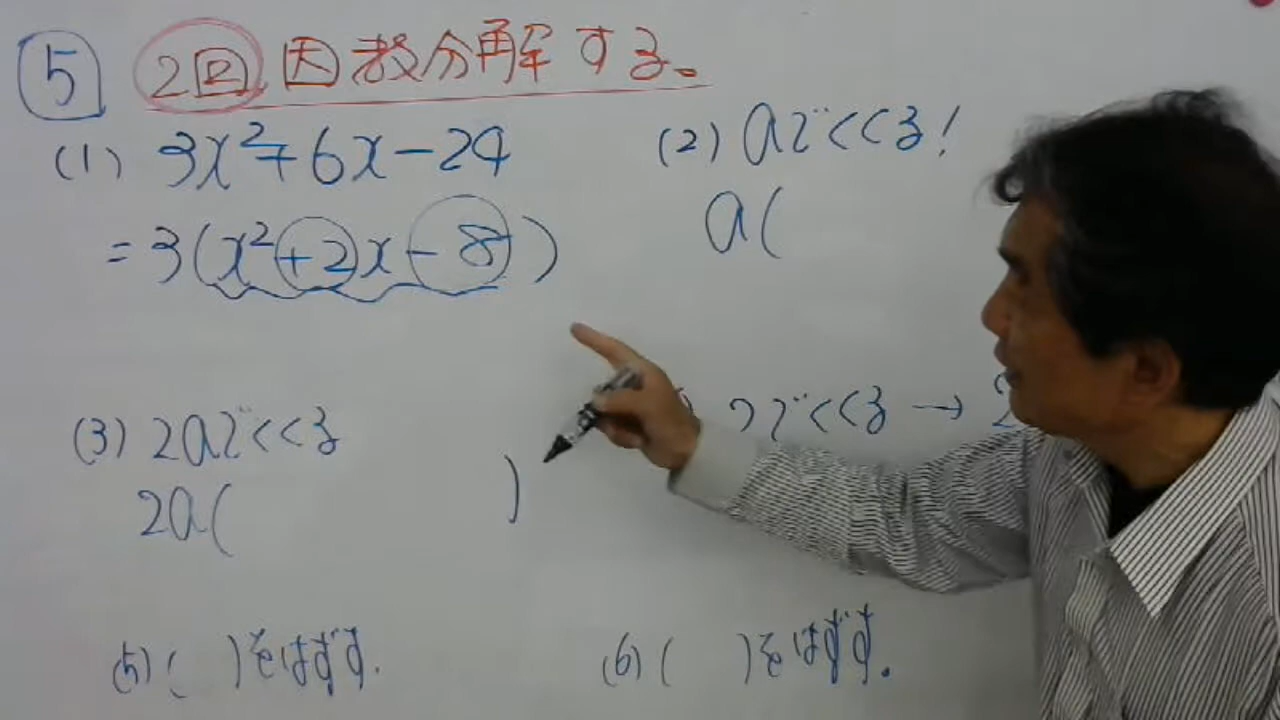 5 2回因数分解する。
(1) 3x²+6x-24
=3(x²+2x-8)
(2) aでくくる!
a(
(3) 2aでくくる
2a( )
) 2でくくる → 2
(5) ( )をはずす.
(6) ( )をはずす.